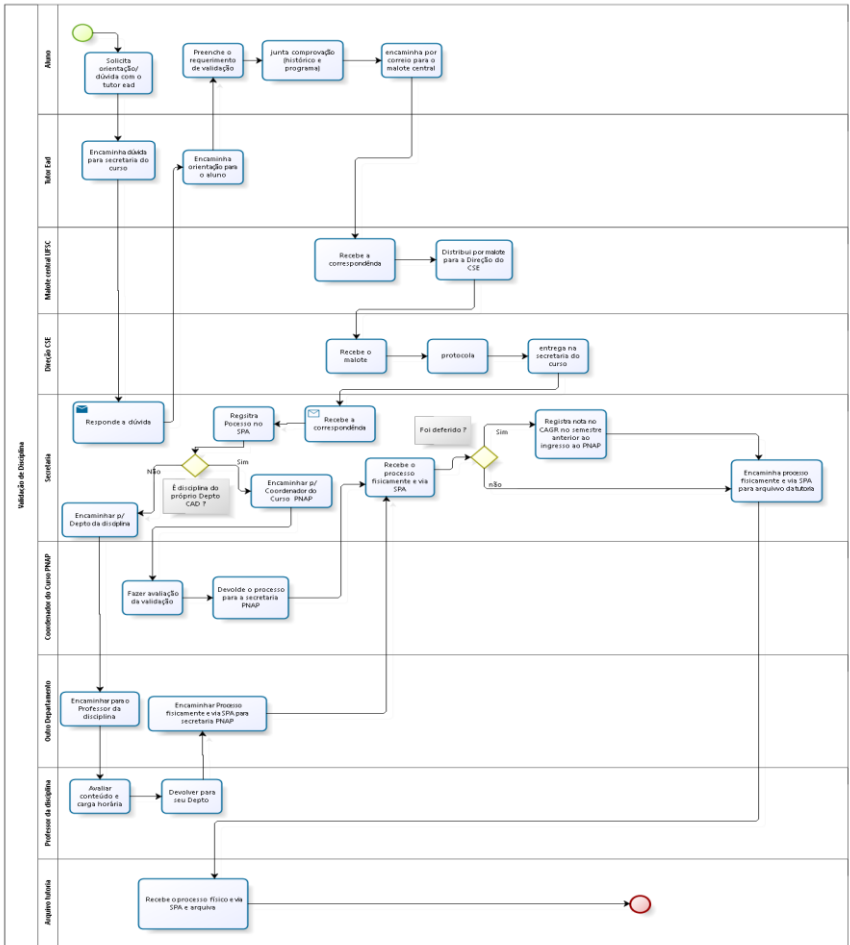 Validação de Disciplina
Aluno
Solicita
orientação/
dúvida com o
tutor ead
Preenche o
requerimento
de validação
junta comprovação
(histórico e
programa)
encaminha por
correio para o
malote central
Tutor Ead
Encaminha dúvida
para secretaria do
curso
Encaminha
orientação para
o aluno
Malote central UFSC
Recebe a
correspondência
Distribui por malote
para a Direção do
CSE
Direção CSE
Recebe o
malote
protocola
entrega na
secretaria do
curso
Secretaria
Responde a dúvida
Regsitra
Pocesso no
SPA
Recebe a
correspondência
Foi deferido ?
Sim
não
Registra nota no
CAGR no semestre
anterior ao
ingresso ao PNAP
Não
Sim
É disciplina do
próprio Depto
CAD ?
Encaminhar p/
Coordenador do
Curso PNAP
Recebe o
processo
fisicamente e via
SPA
Encaminha processo
fisicamente e via SPA
para arquivo da tutoria
Encaminhar p/
Depto da disciplina
Coordenador do Curso PNAP
Fazer avaliação
da validação
Devolde o processo
para a secretaria
PNAP
Outro Departamento
Encaminhar para o
Professor da
disciplina
Encaminhar Processo
fisicamente e via SPA para
secretaria PNAP
Professor da disciplina
Avaliar
conteúdo e
carga horária
Devolver para
seu Depto
Arquivo tutoria
Recebe o processo físico e via
SPA e arquiva